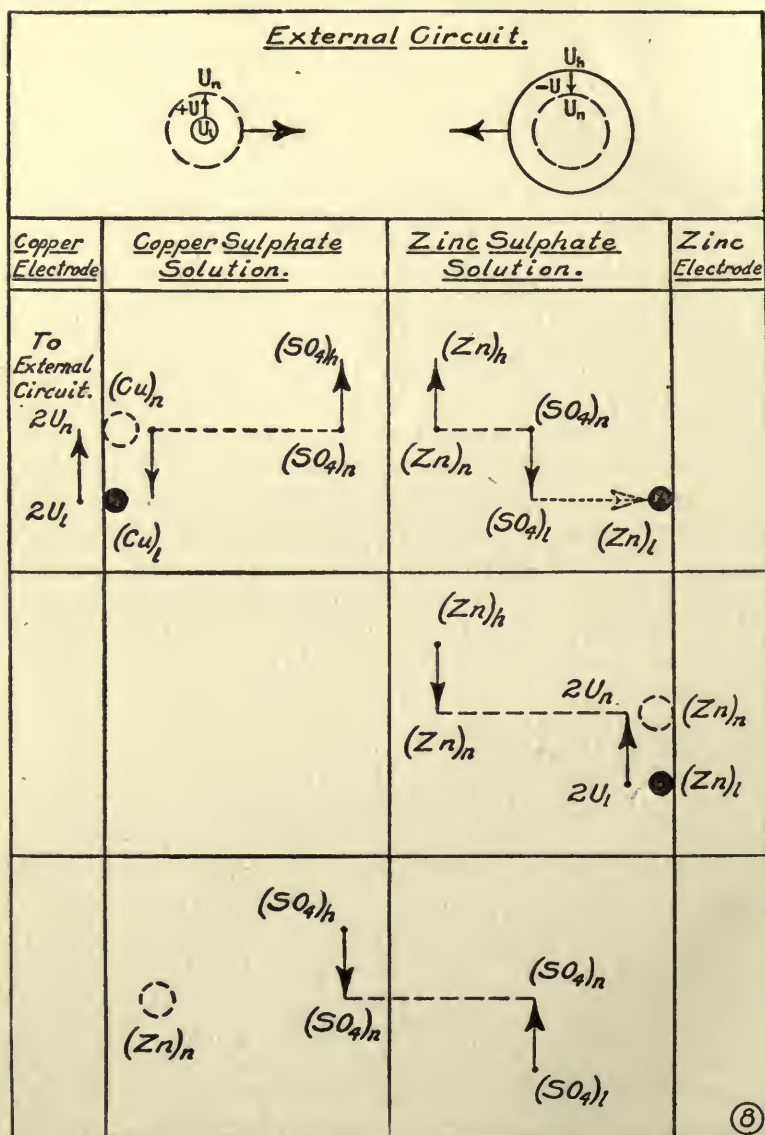 External Circuit.
Uₙ
+U
Uₗ
Uₕ
−U
Uₙ
Copper
Electrode
Copper Sulphate
Solution.
Zinc Sulphate
Solution.
Zinc
Electrode
To
External
Circuit.
2Uₙ
2Uₗ
(Cu)ₙ
(Cu)ₗ
(SO₄)ₕ
(SO₄)ₙ
(Zn)ₕ
(Zn)ₙ
(SO₄)ₙ
(SO₄)ₗ
(Zn)ₗ
(Zn)ₕ
(Zn)ₙ
2Uₙ
(Zn)ₙ
2Uₗ
(Zn)ₗ
(SO₄)ₕ
(SO₄)ₙ
(Zn)ₙ
(SO₄)ₙ
(SO₄)ₗ
8